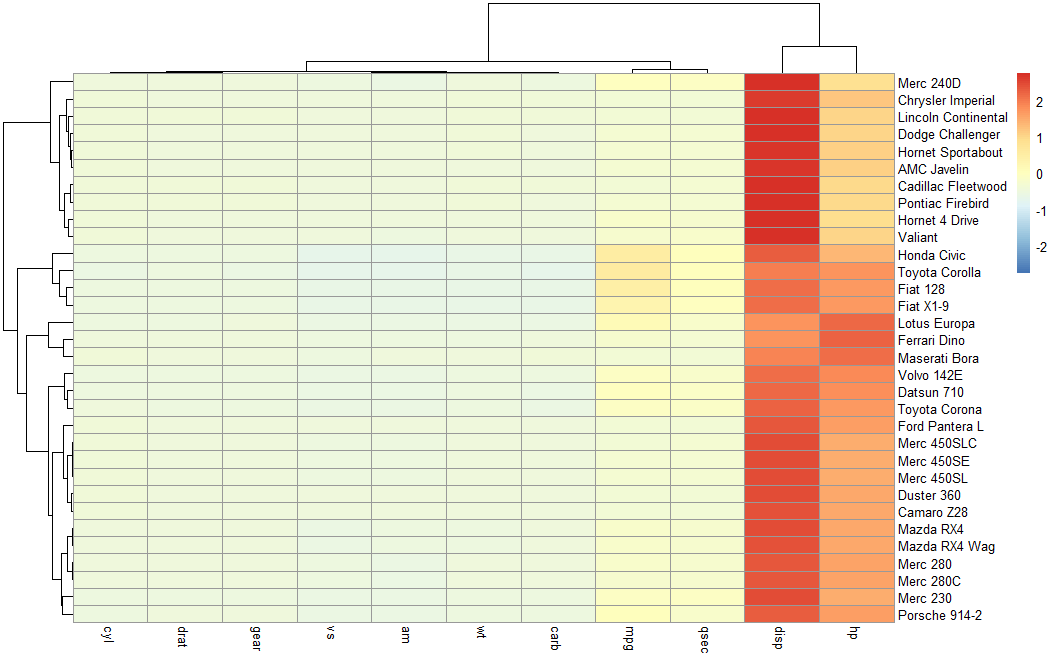 Merc 240D
Chrysler Imperial
Lincoln Continental
Dodge Challenger
Hornet Sportabout
AMC Javelin
Cadillac Fleetwood
Pontiac Firebird
Hornet 4 Drive
Valiant
Honda Civic
Toyota Corolla
Fiat 128
Fiat X1-9
Lotus Europa
Ferrari Dino
Maserati Bora
Volvo 142E
Datsun 710
Toyota Corona
Ford Pantera L
Merc 450SLC
Merc 450SE
Merc 450SL
Duster 360
Camaro Z28
Mazda RX4
Mazda RX4 Wag
Merc 280
Merc 280C
Merc 230
Porsche 914-2
2
1
0
-1
-2
cyl
drat
gear
vs
am
wt
carb
mpg
qsec
disp
hp